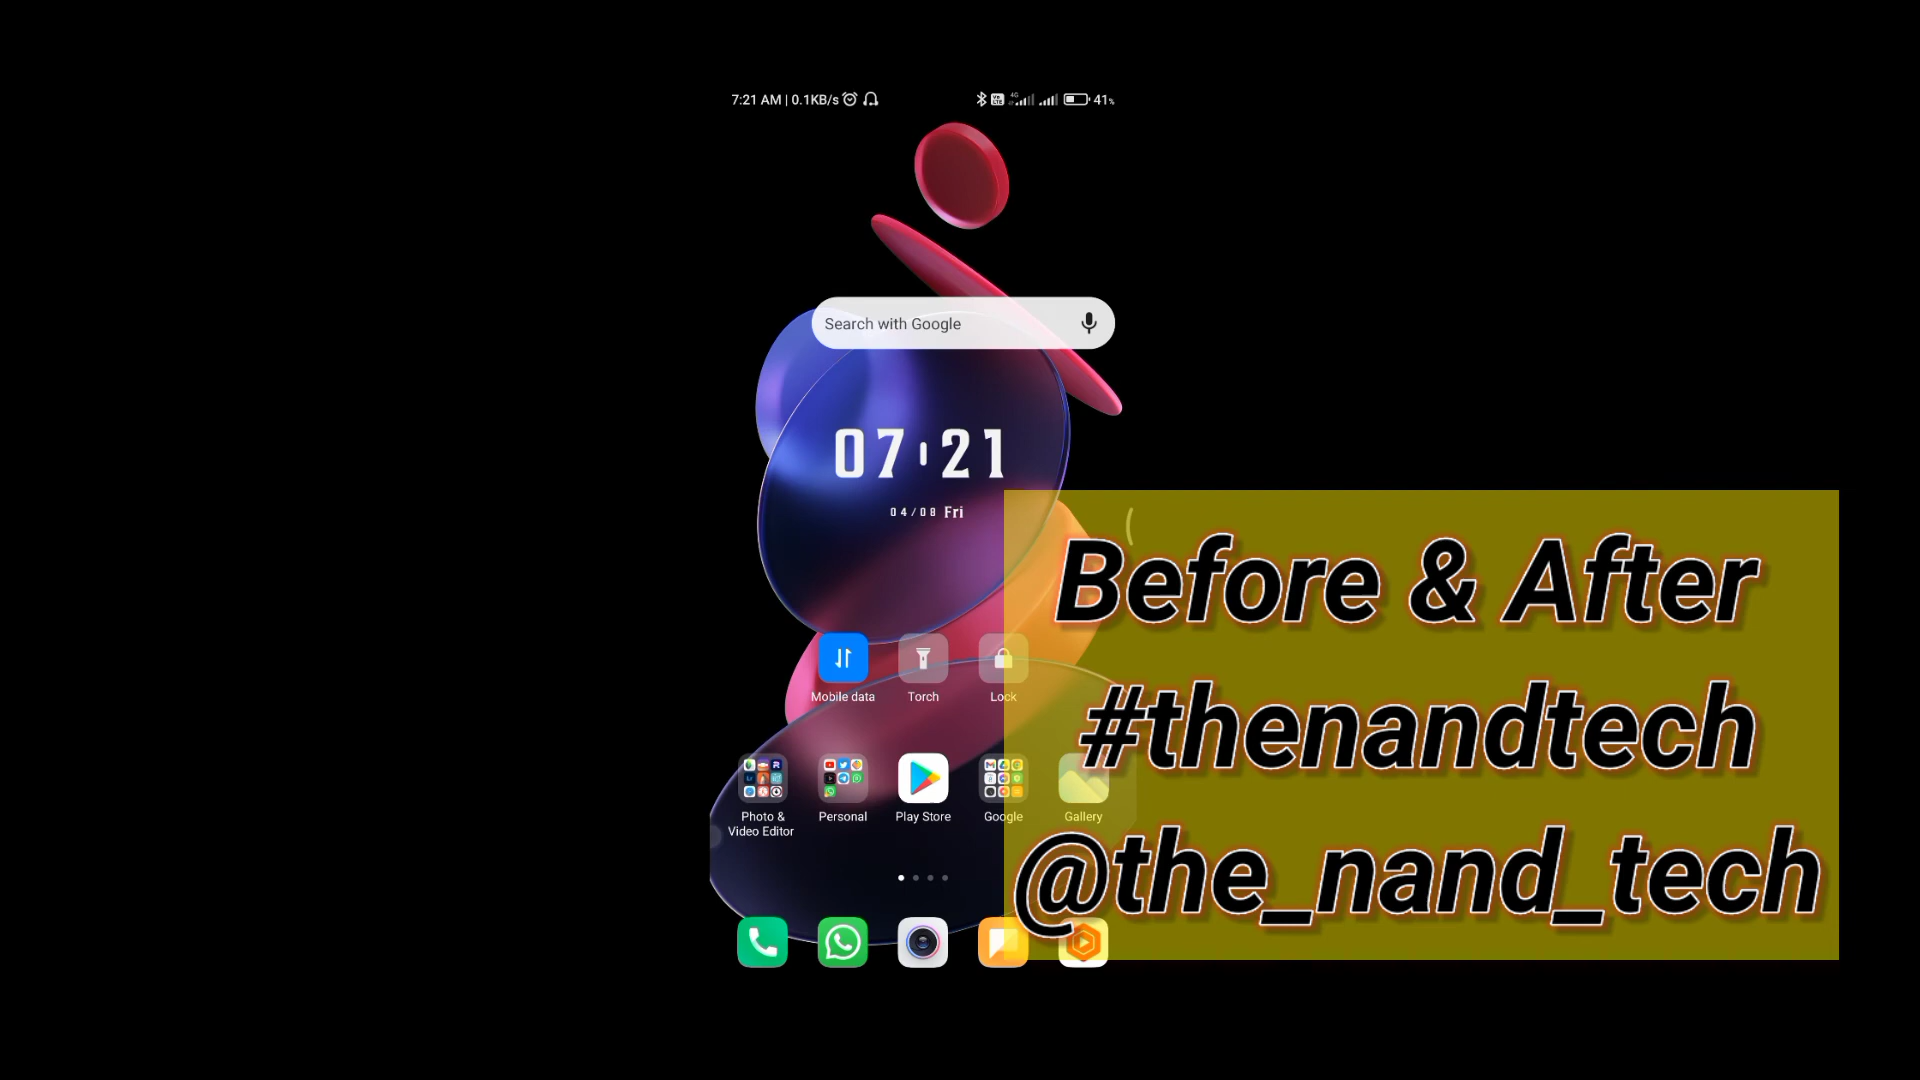 7:21 AM | 0.1KB/s
4G 41%
Search with Google
07:21
04/08 Fri
Before & After
#thenandtech
@the_nand_tech
Mobile data Torch Lock
Photo & Video Editor Personal Play Store Google Gallery